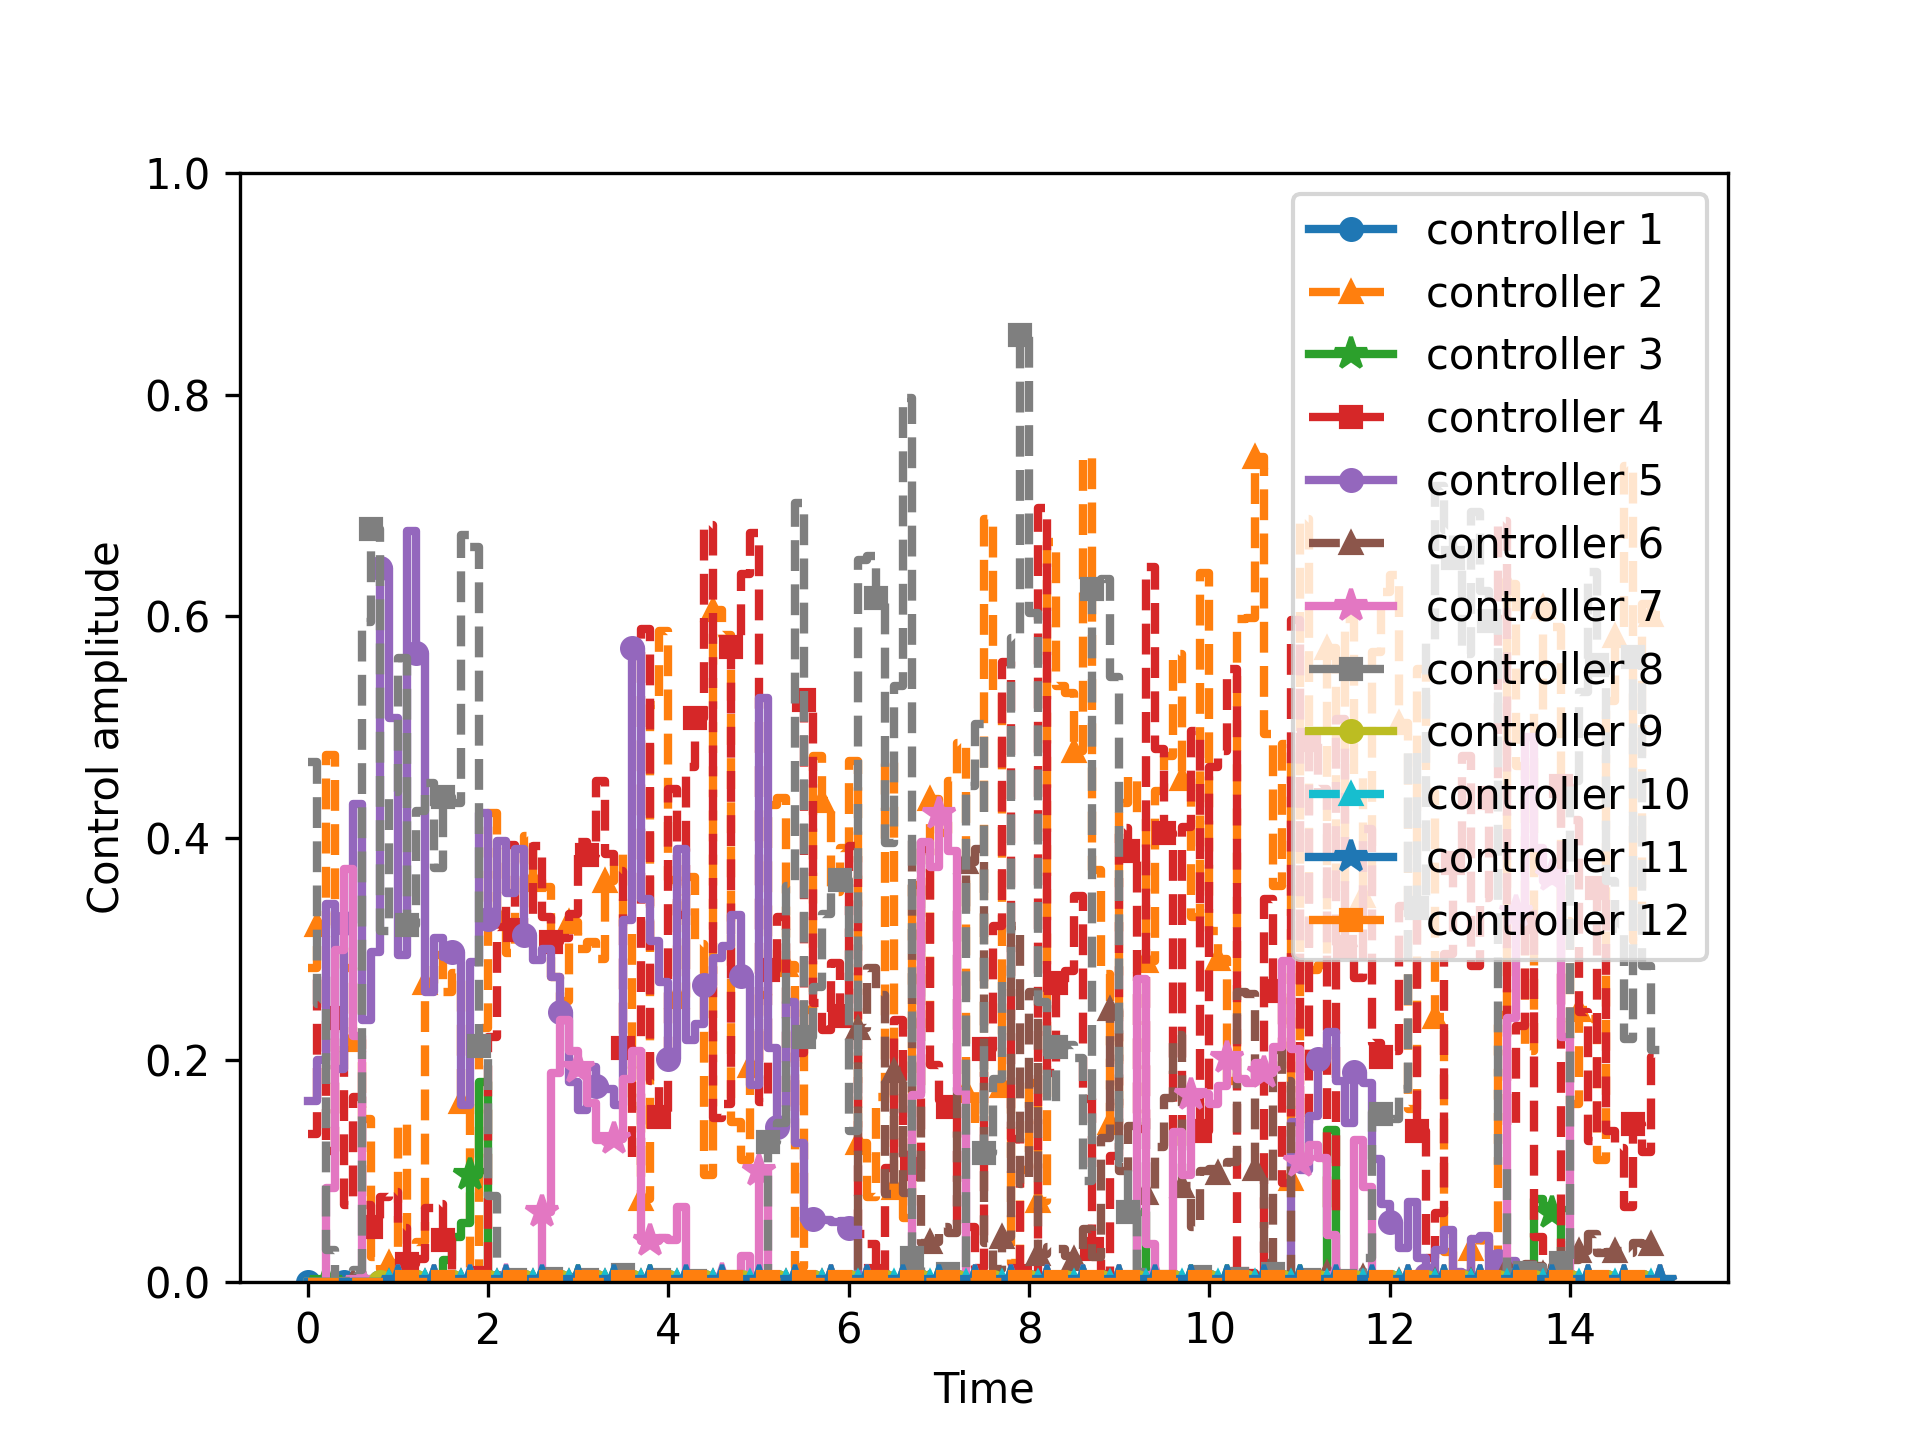 1.0
0.8
0.6
0.4
0.2
0.0
0 2 4 6 8 10 12 14
Time
Control amplitude
controller 1
controller 2
controller 3
controller 4
controller 5
controller 6
controller 7
controller 8
controller 9
controller 10
controller 11
controller 12